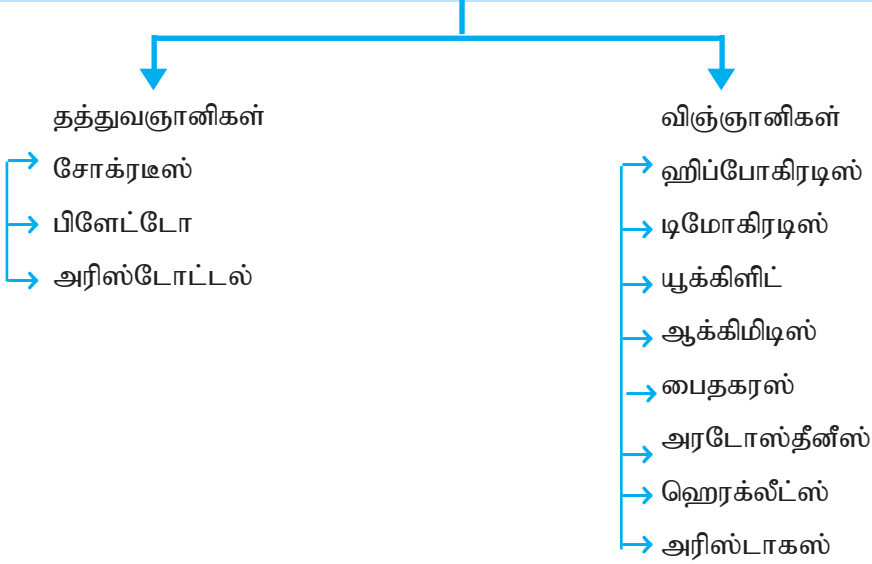 தத்துவஞானிகள்
சோக்ரடீஸ்
பிளேட்டோ
அரிஸ்டோட்டல்
விஞ்ஞானிகள்
ஹிப்போகிரடிஸ்
டிமோகிரடிஸ்
யூக்கிளிட்
ஆக்கிமிடிஸ்
பைதகரஸ்
அரடோஸ்தீனீஸ்
ஹெரக்லீட்ஸ்
அரிஸ்டாகஸ்